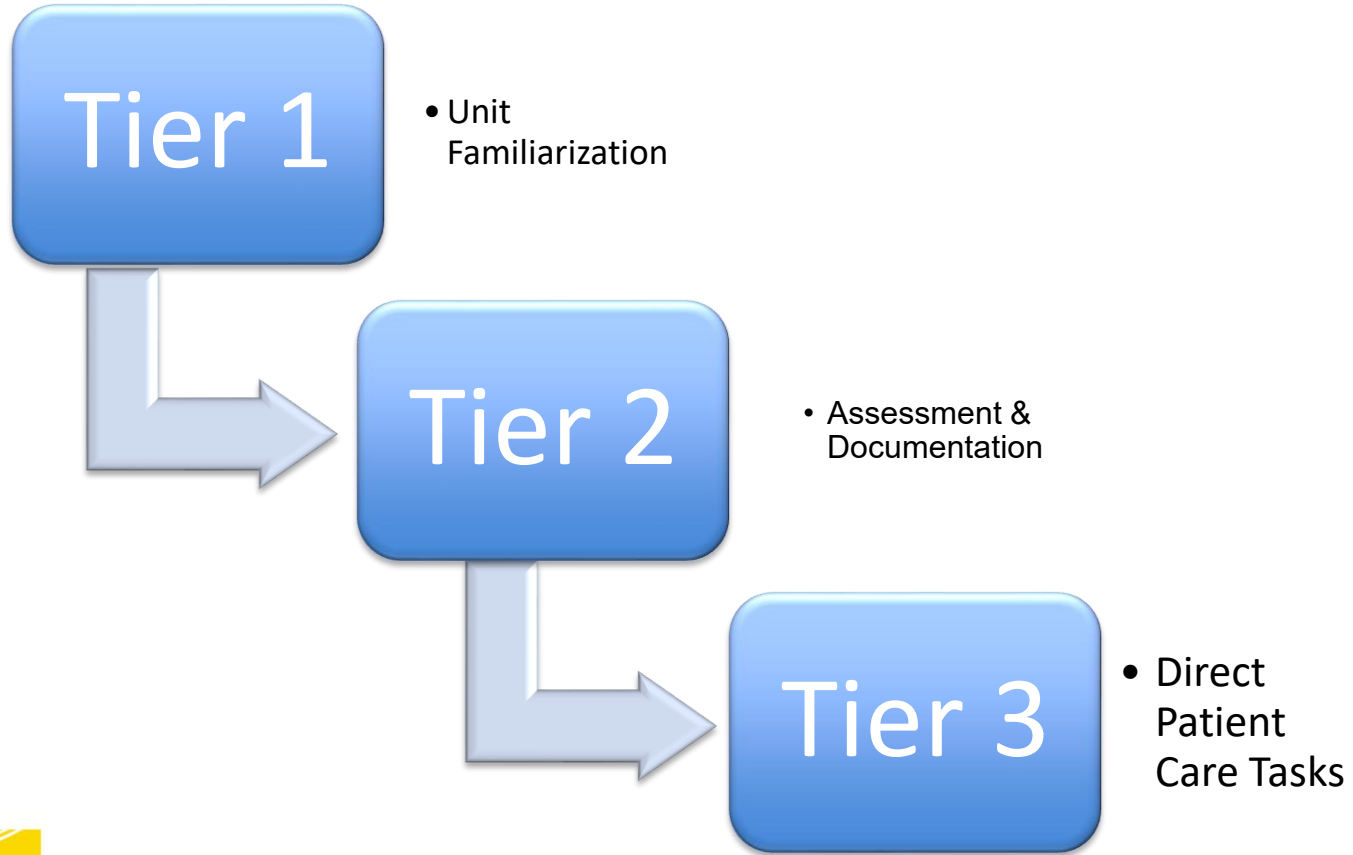 Tier 1
• Unit
Familiarization
Tier 2
• Assessment &
Documentation
Tier 3
• Direct
Patient
Care Tasks